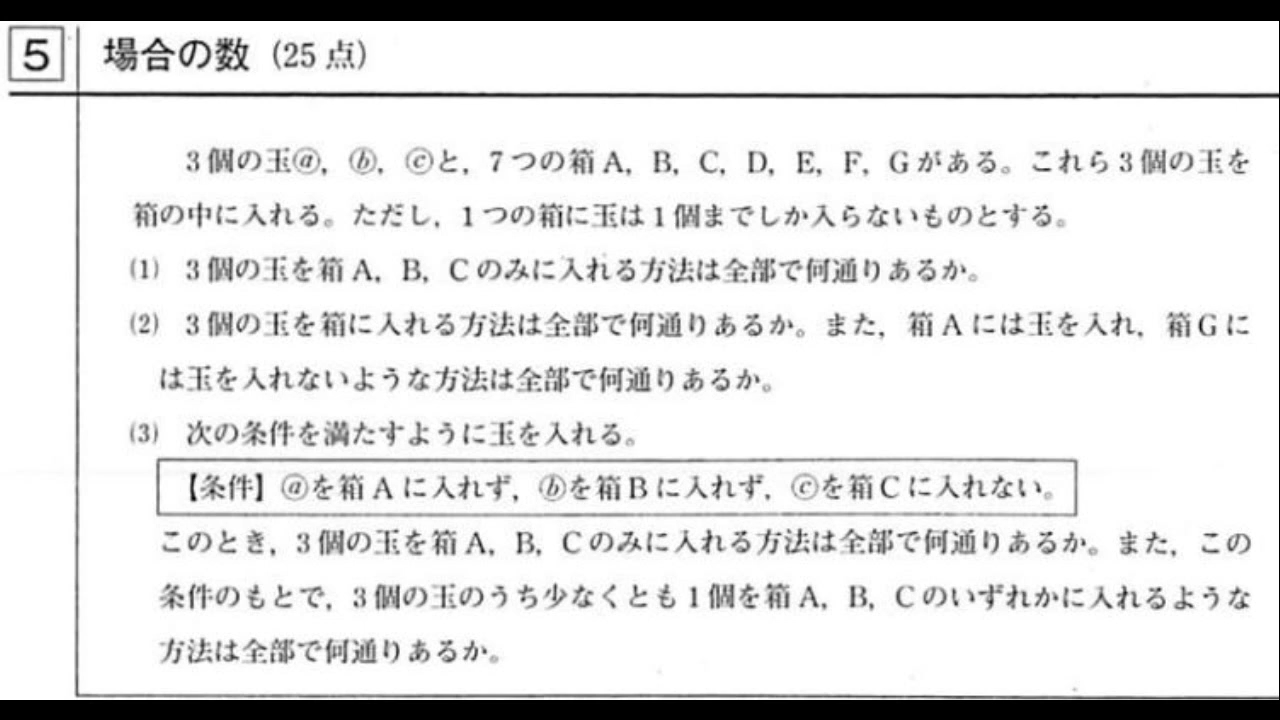 5 場合の数 (25点)
3個の玉ⓐ, ⓑ, ⓒと, 7つの箱A, B, C, D, E, F, Gがある。これら3個の玉を
箱の中に入れる。ただし, 1つの箱に玉は1個までしか入らないものとする。
(1) 3個の玉を箱A, B, Cのみに入れる方法は全部で何通りあるか。
(2) 3個の玉を箱に入れる方法は全部で何通りあるか。また, 箱Aには玉を入れ, 箱Gに
は玉を入れないような方法は全部で何通りあるか。
(3) 次の条件を満たすように玉を入れる。
【条件】ⓐを箱Aに入れず, ⓑを箱Bに入れず, ⓒを箱Cに入れない。
このとき, 3個の玉を箱A, B, Cのみに入れる方法は全部で何通りあるか。また, この
条件のもとで, 3個の玉のうち少なくとも1個を箱A, B, Cのいずれかに入れるような
方法は全部で何通りあるか。